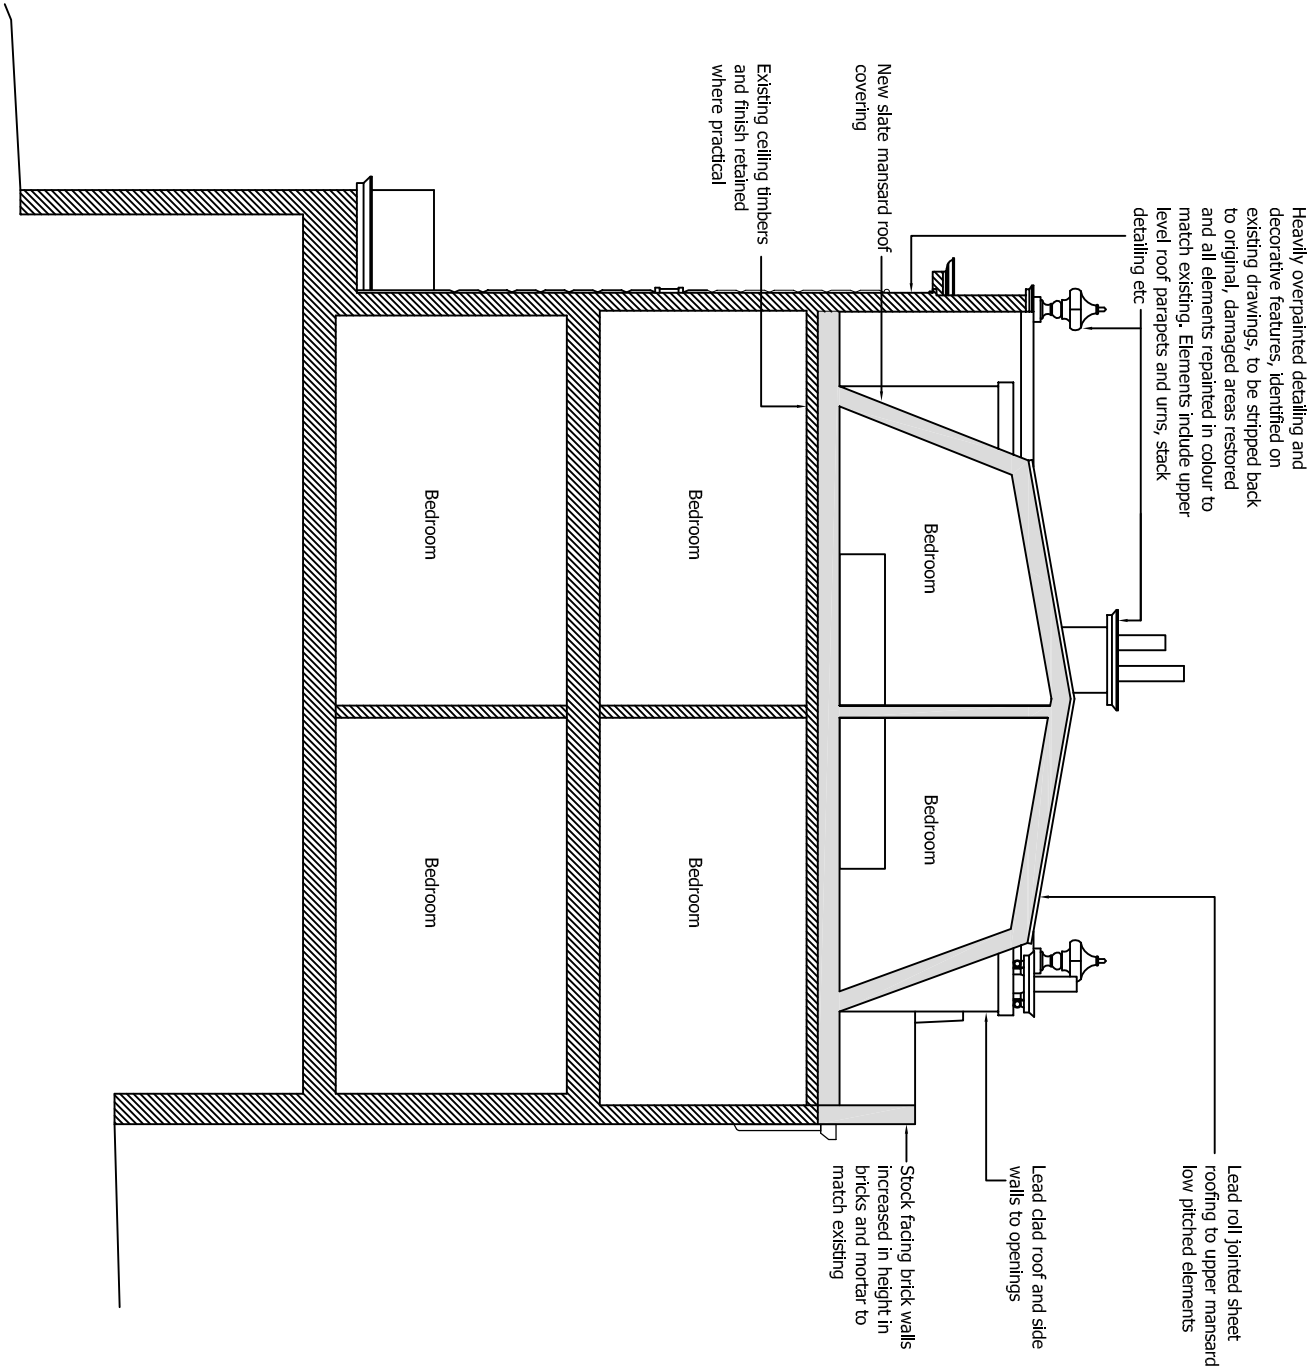 Heavily overpainted detailing and
decorative features, identified on
existing drawings, to be stripped back
to original, damaged areas restored
and all elements repainted in colour to
match existing. Elements include upper
level roof parapets and urns, stack
detailing etc
New slate mansard roof
covering
Existing ceiling timbers
and finish retained
where practical
Lead roll jointed sheet
roofing to upper mansard
low pitched elements
Lead clad roof and side
walls to openings
Stock facing brick walls
increased in height in
bricks and mortar to
match existing
Bedroom
Bedroom
Bedroom
Bedroom
Bedroom
Bedroom